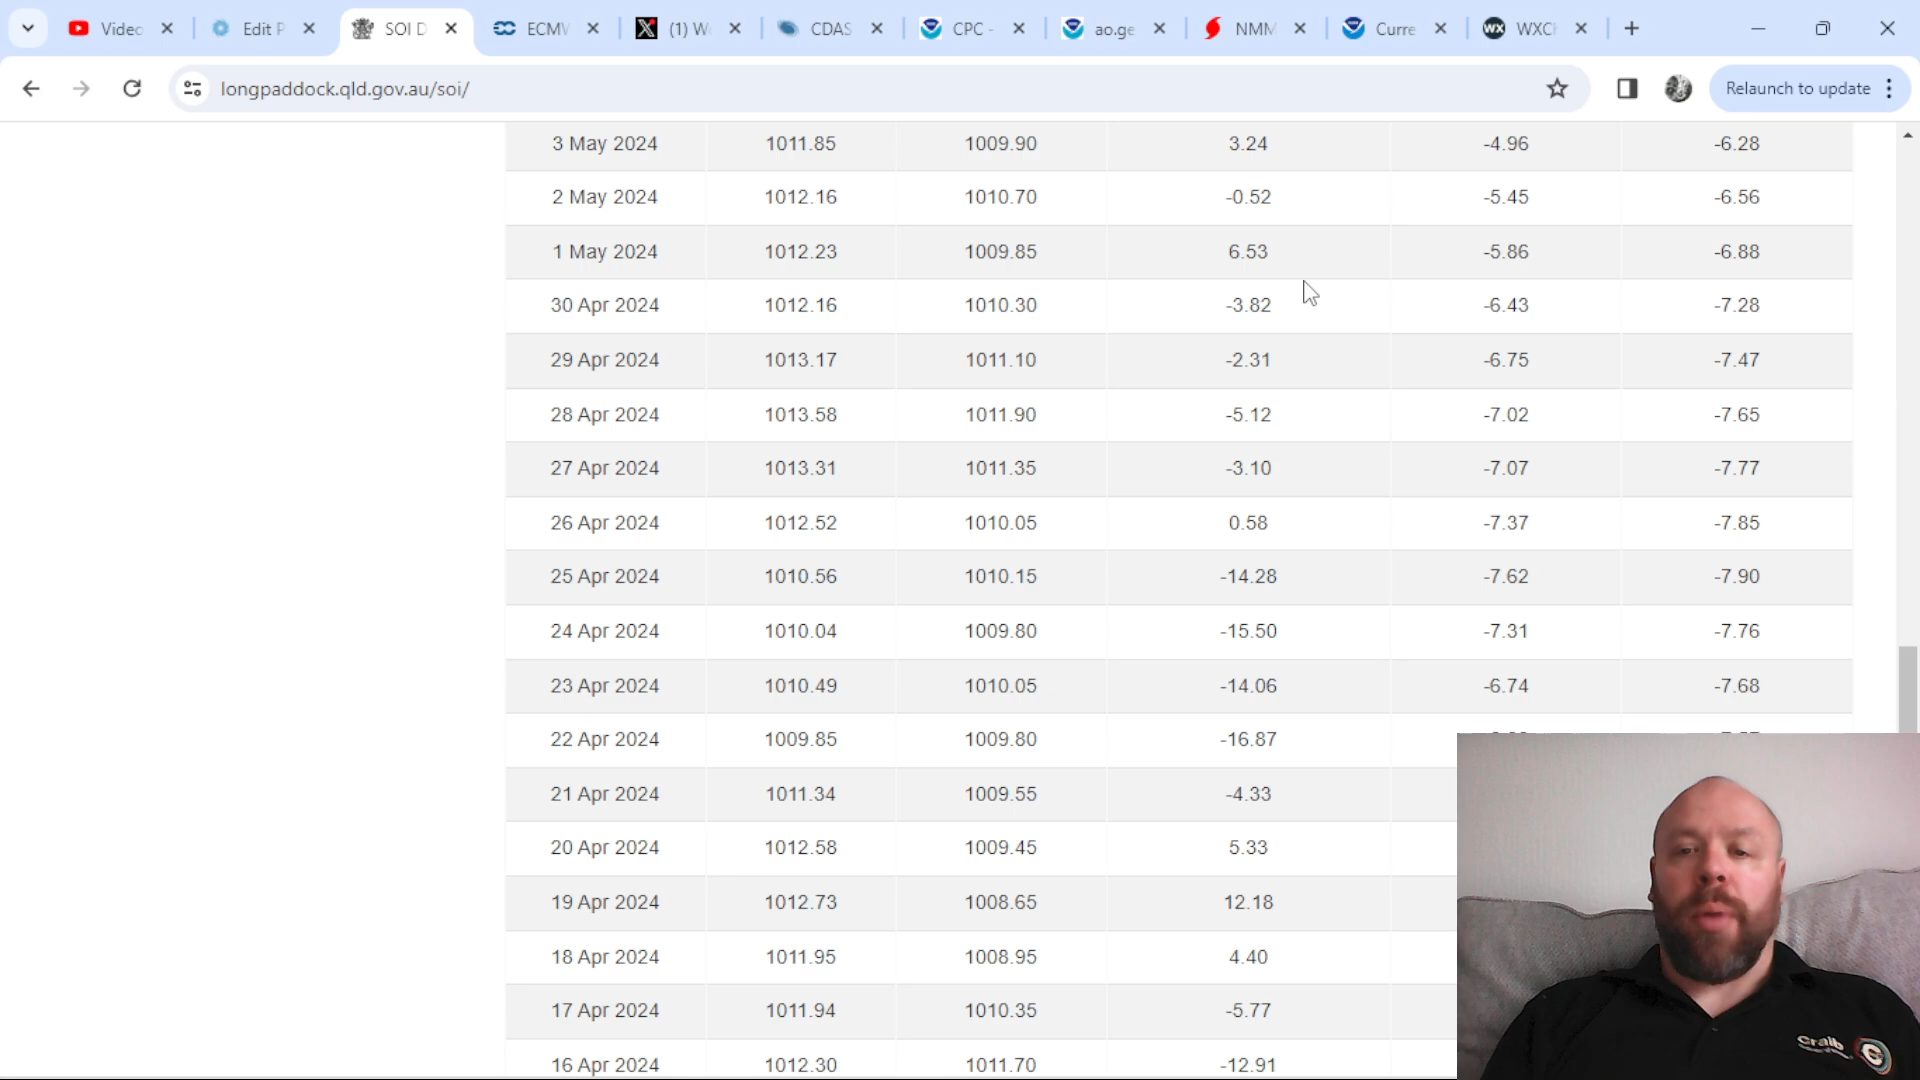 Videc
Edit P
SOI D
ECMV
(1) W
CDAS
CPC -
ao.ge
NMM
Curre
WXCh
longpaddock.qld.gov.au/soi/
Relaunch to update
3 May 2024 1011.85 1009.90 3.24 -4.96 -6.28
2 May 2024 1012.16 1010.70 -0.52 -5.45 -6.56
1 May 2024 1012.23 1009.85 6.53 -5.86 -6.88
30 Apr 2024 1012.16 1010.30 -3.82 -6.43 -7.28
29 Apr 2024 1013.17 1011.10 -2.31 -6.75 -7.47
28 Apr 2024 1013.58 1011.90 -5.12 -7.02 -7.65
27 Apr 2024 1013.31 1011.35 -3.10 -7.07 -7.77
26 Apr 2024 1012.52 1010.05 0.58 -7.37 -7.85
25 Apr 2024 1010.56 1010.15 -14.28 -7.62 -7.90
24 Apr 2024 1010.04 1009.80 -15.50 -7.31 -7.76
23 Apr 2024 1010.49 1010.05 -14.06 -6.74 -7.68
22 Apr 2024 1009.85 1009.80 -16.87
21 Apr 2024 1011.34 1009.55 -4.33
20 Apr 2024 1012.58 1009.45 5.33
19 Apr 2024 1012.73 1008.65 12.18
18 Apr 2024 1011.95 1008.95 4.40
17 Apr 2024 1011.94 1010.35 -5.77
16 Apr 2024 1012.30 1011.70 -12.91
Craib